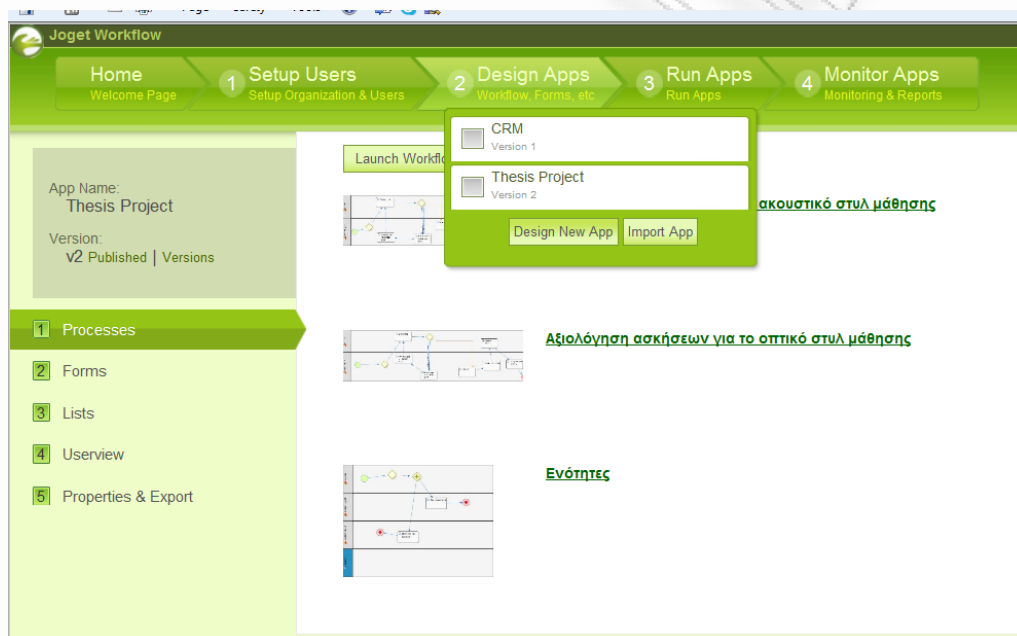 Joget Workflow
Home
Welcome Page
1
Setup Users
Setup Organization & Users
2
Design Apps
Workflow, Forms, etc
3
Run Apps
Run Apps
4
Monitor Apps
Monitoring & Reports
CRM
Version 1
Thesis Project
Version 2
Design New App
Import App
App Name:
Thesis Project
Version:
v2 Published | Versions
1 Processes
2 Forms
3 Lists
4 Userview
5 Properties & Export
Launch
ακουστικό στυλ μάθησης
Αξιολόγηση ασκήσεων για το οπτικό στυλ μάθησης
Ενότητες